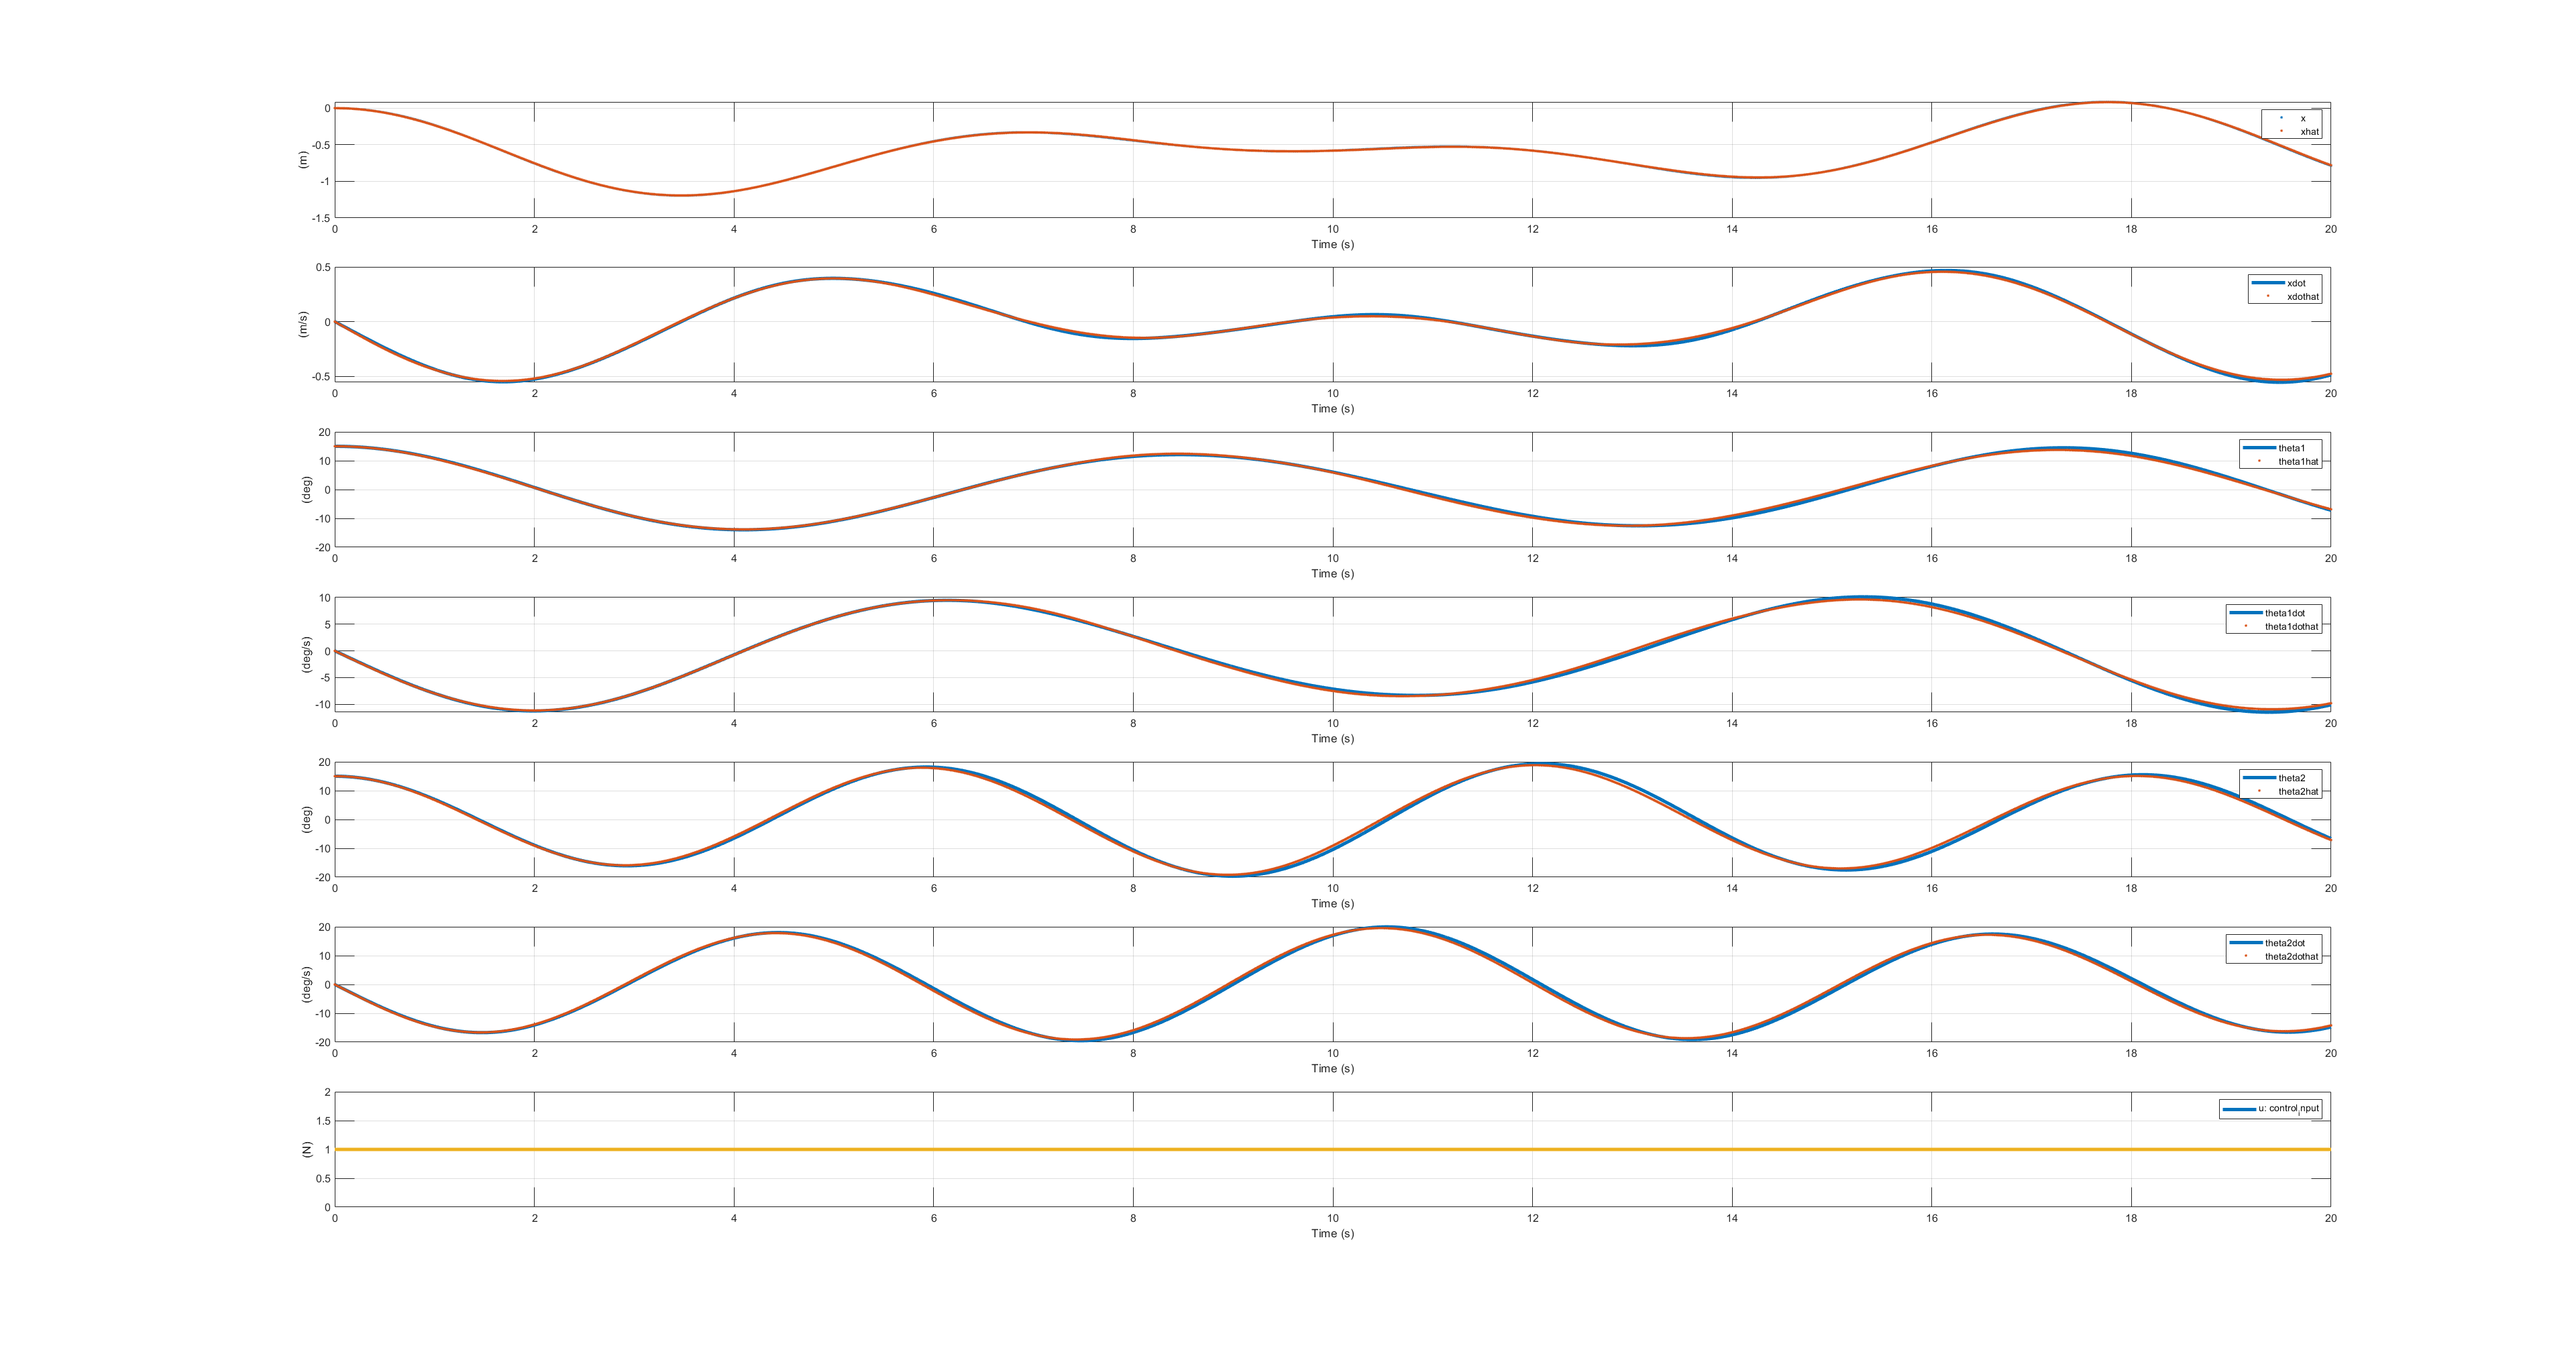 0
-0.5
-1
-1.5
(m)
x
xhat
0 2 4 6 8 10 12 14 16 18 20
Time (s)
0.5
0
-0.5
(m/s)
xdot
xdothat
0 2 4 6 8 10 12 14 16 18 20
Time (s)
20
10
0
-10
-20
(deg)
theta1
theta1hat
0 2 4 6 8 10 12 14 16 18 20
Time (s)
10
5
0
-5
-10
(deg/s)
theta1dot
theta1dothat
0 2 4 6 8 10 12 14 16 18 20
Time (s)
20
10
0
-10
-20
(deg)
theta2
theta2hat
0 2 4 6 8 10 12 14 16 18 20
Time (s)
20
10
0
-10
-20
(deg/s)
theta2dot
theta2dothat
0 2 4 6 8 10 12 14 16 18 20
Time (s)
2
1.5
1
0.5
0
(N)
u: controlᵢnput
0 2 4 6 8 10 12 14 16 18 20
Time (s)